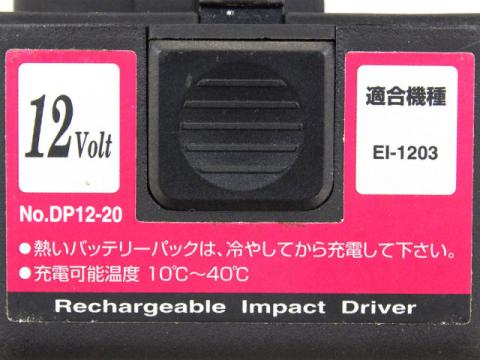 12Volt
適合機種
EI-1203
No.DP12-20
●熱いバッテリーパックは、冷やしてから充電して下さい。
●充電可能温度 10℃～40℃
Rechargeable Impact Driver